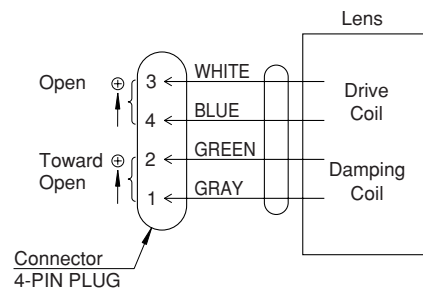 Lens
Open ⊕ 3 WHITE
Drive
Coil
4 BLUE
Toward
Open ⊕ 2 GREEN
Damping
Coil
1 GRAY
Connector
4-PIN PLUG